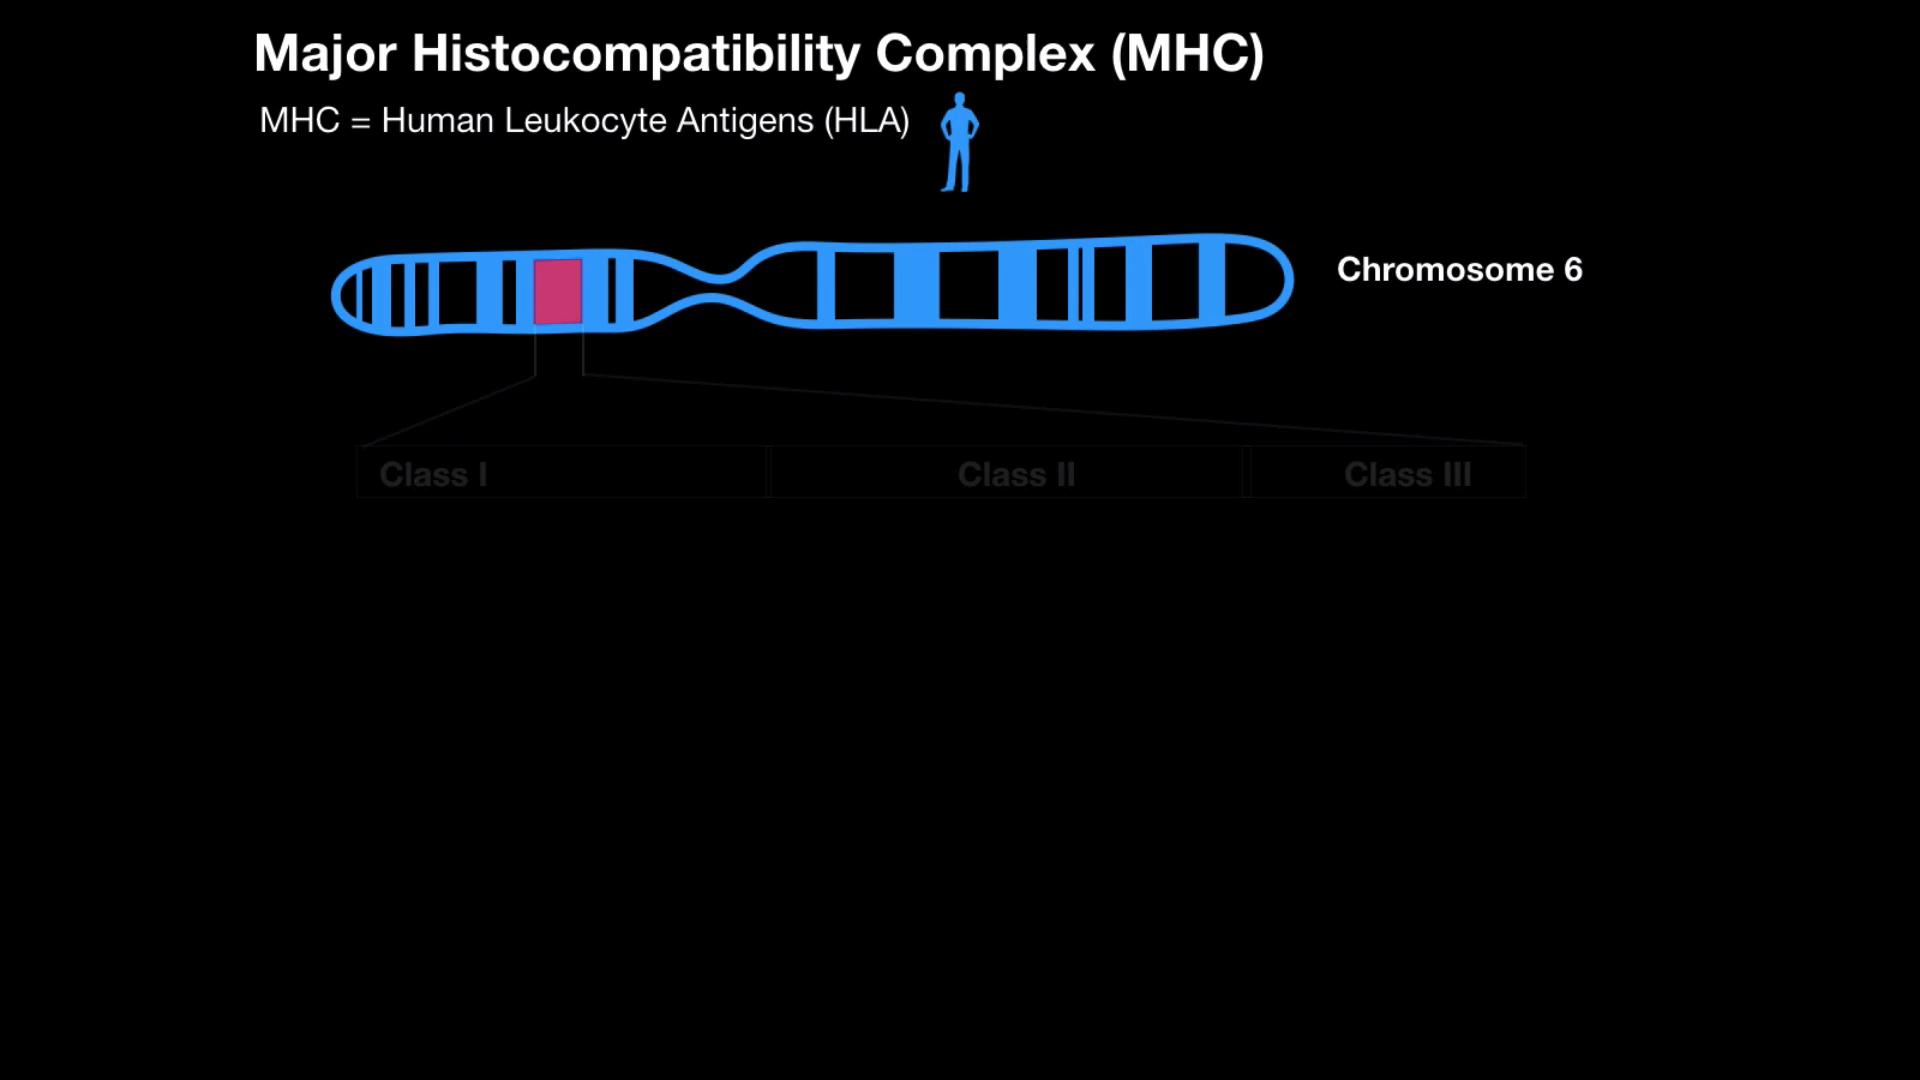 Major Histocompatibility Complex (MHC)
MHC = Human Leukocyte Antigens (HLA)
Chromosome 6
Class I
Class II
Class III